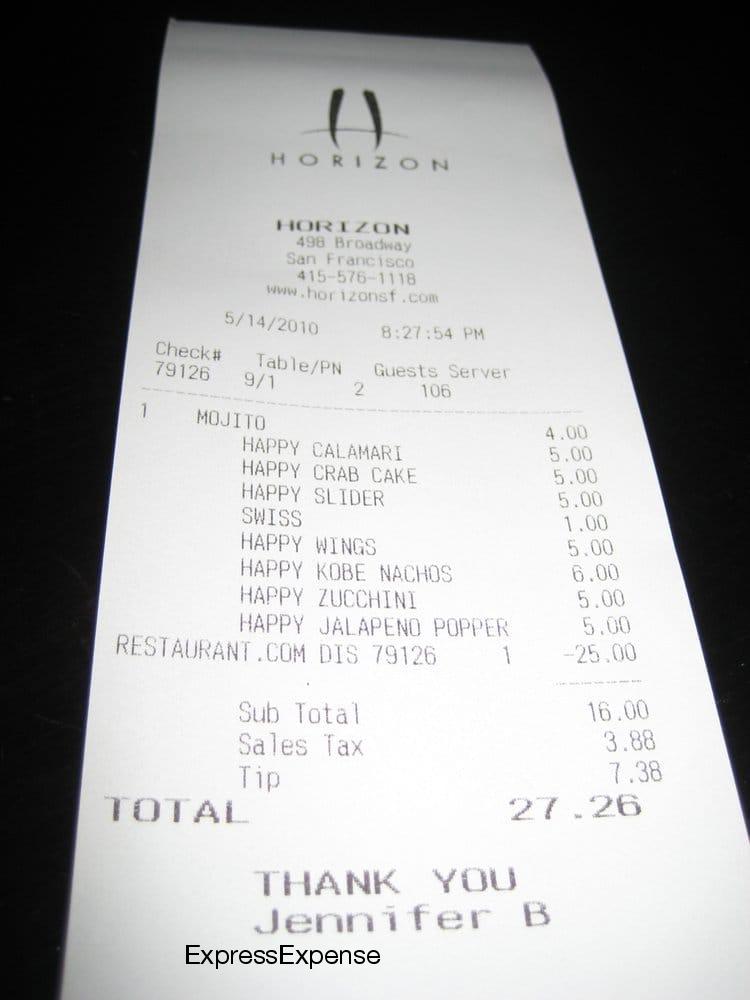 HORIZON
HORIZON
498 Broadway
San Francisco
415-576-1118
www.horizonsf.com
5/14/2010 8:27:54 PM
Check# Table/PN Guests Server
79126 9/1 2 106
1 MOJITO 4.00
HAPPY CALAMARI 5.00
HAPPY CRAB CAKE 5.00
HAPPY SLIDER 5.00
SWISS 1.00
HAPPY WINGS 5.00
HAPPY KOBE NACHOS 6.00
HAPPY ZUCCHINI 5.00
HAPPY JALAPENO POPPER 5.00
RESTAURANT.COM DIS 79126 1 -25.00
Sub Total 16.00
Sales Tax 3.88
Tip 7.38
TOTAL 27.26
THANK YOU
Jennifer B
ExpressExpense